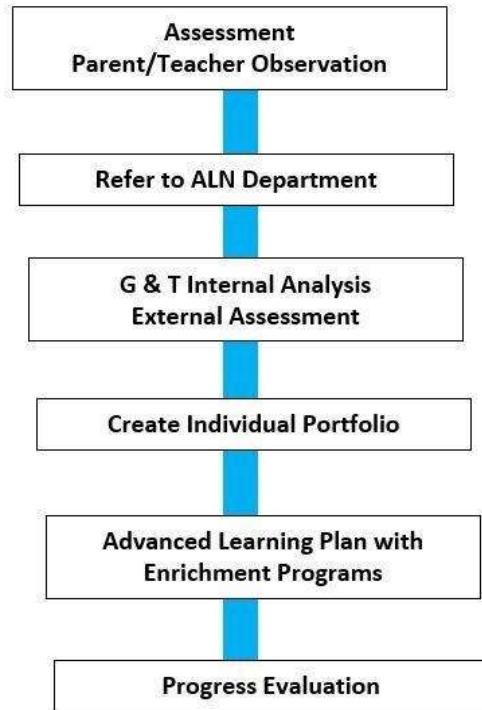 Assessment
Parent/Teacher Observation
Refer to ALN Department
G & T Internal Analysis
External Assessment
Create Individual Portfolio
Advanced Learning Plan with
Enrichment Programs
Progress Evaluation